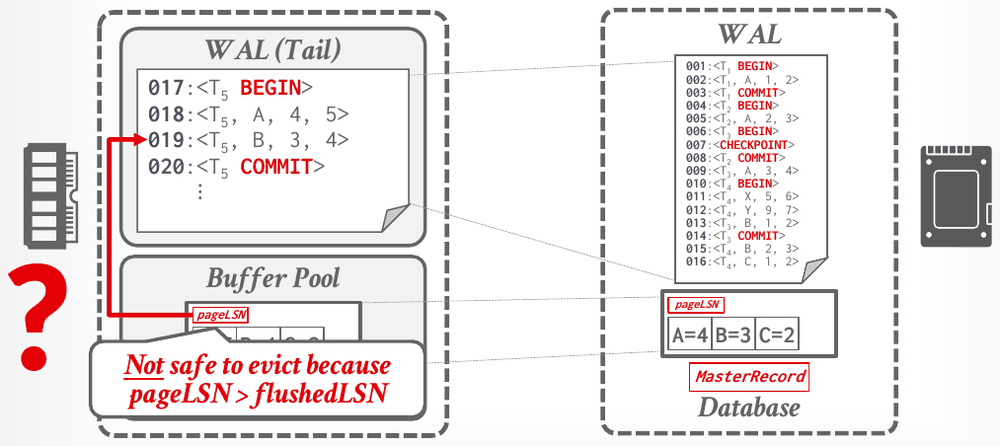 WAL (Tail)
017:<T5 BEGIN>
018:<T5, A, 4, 5>
019:<T5, B, 3, 4>
020:<T5 COMMIT>
⋮
Buffer Pool
pageLSN
Not safe to evict because
pageLSN > flushedLSN
?
WAL
001:<T1 BEGIN>
002:<T1, A, 1, 2>
003:<T1 COMMIT>
004:<T2 BEGIN>
005:<T2, A, 2, 3>
006:<T3 BEGIN>
007:<CHECKPOINT>
008:<T2 COMMIT>
009:<T3, A, 3, 4>
010:<T4 BEGIN>
011:<T4, X, 5, 6>
012:<T4, Y, 9, 7>
013:<T3, B, 1, 2>
014:<T3 COMMIT>
015:<T4, B, 2, 3>
016:<T4, C, 1, 2>
pageLSN
A=4 B=3 C=2
MasterRecord
Database